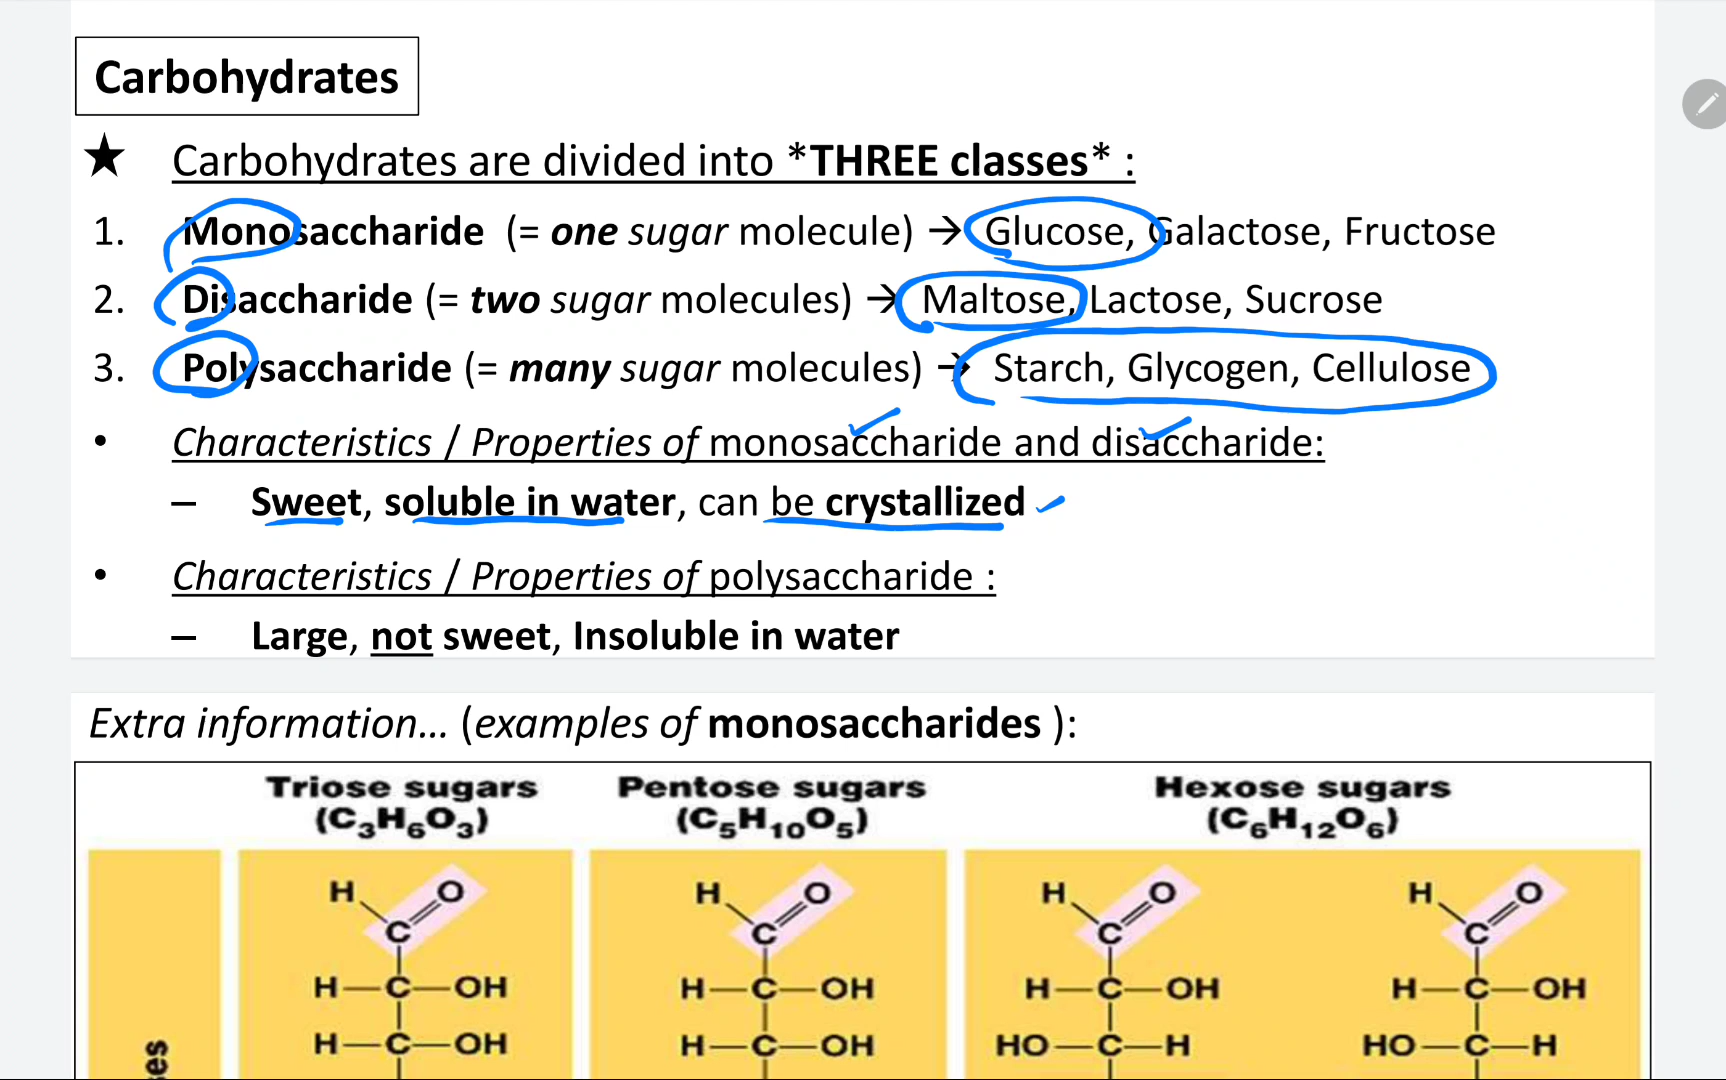 Carbohydrates
★ Carbohydrates are divided into *THREE classes* :
1. Monosaccharide (= one sugar molecule) → Glucose, Galactose, Fructose
2. Disaccharide (= two sugar molecules) → Maltose, Lactose, Sucrose
3. Polysaccharide (= many sugar molecules) → Starch, Glycogen, Cellulose
• Characteristics / Properties of monosaccharide and disaccharide:
– Sweet, soluble in water, can be crystallized
• Characteristics / Properties of polysaccharide :
– Large, not sweet, Insoluble in water
Extra information... (examples of monosaccharides ):
Triose sugars Pentose sugars Hexose sugars
(C₃H₆O₃) (C₅H₁₀O₅) (C₆H₁₂O₆)
H O H O H O H O
C C C C
H—C—OH H—C—OH H—C—OH H—C—OH
H—C—OH H—C—OH HO—C—H HO—C—H